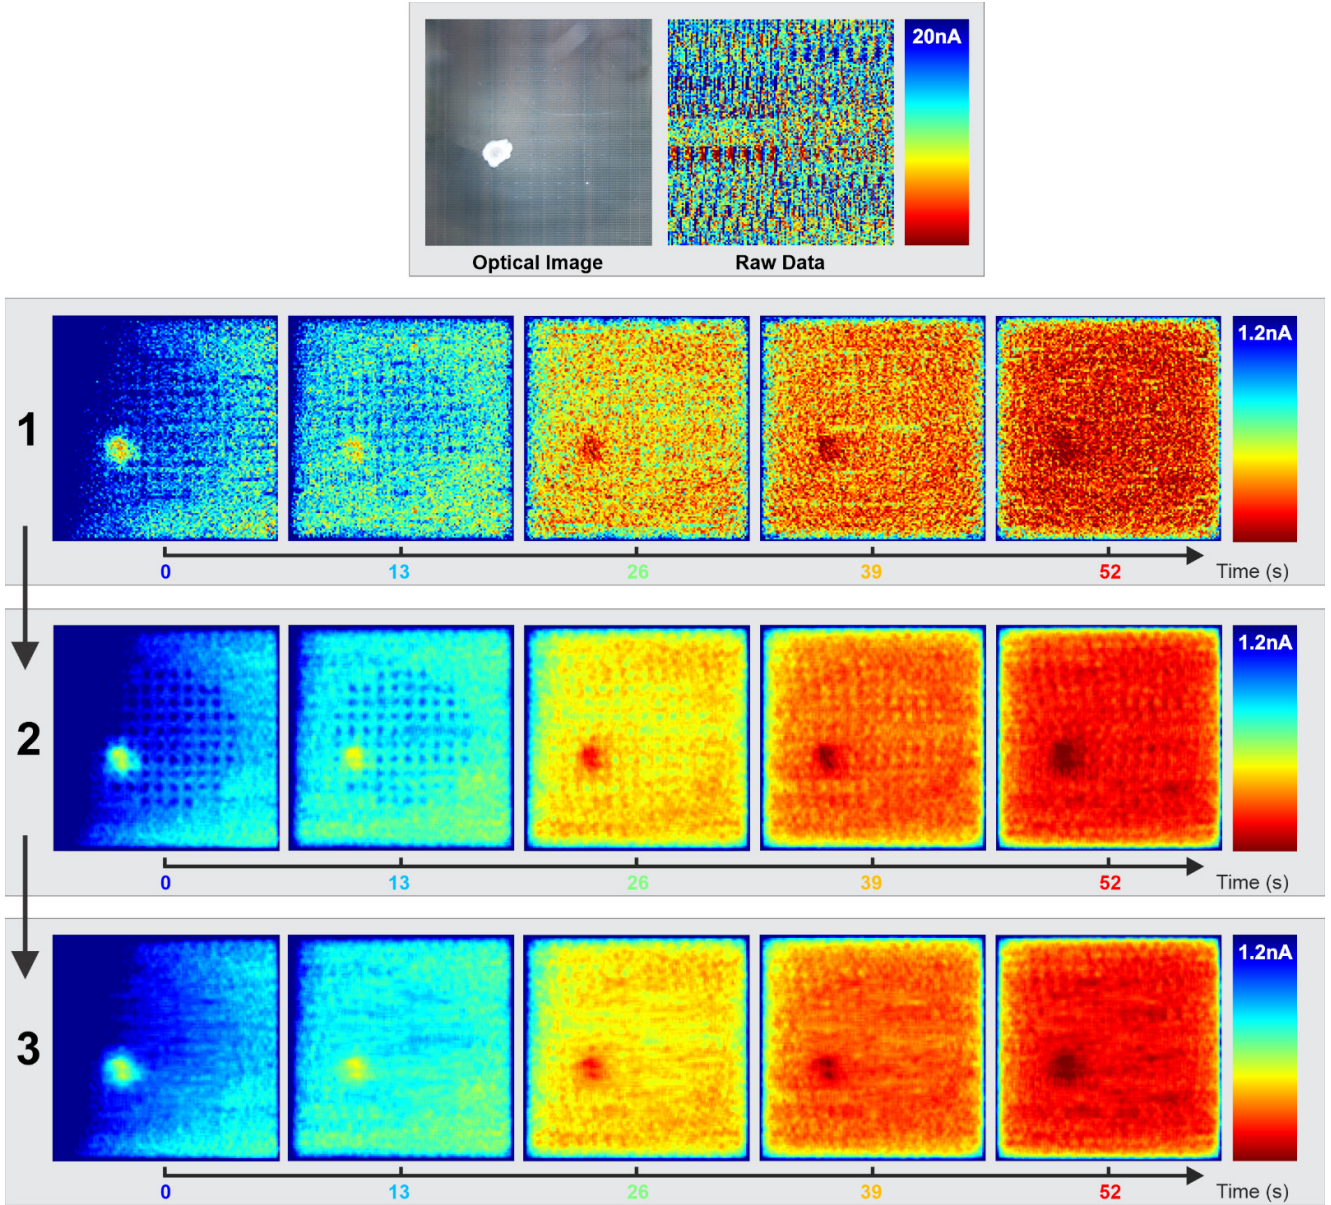 20nA
Optical Image
Raw Data
1
1.2nA
0 13 26 39 52 Time (s)
2
1.2nA
0 13 26 39 52 Time (s)
3
1.2nA
0 13 26 39 52 Time (s)